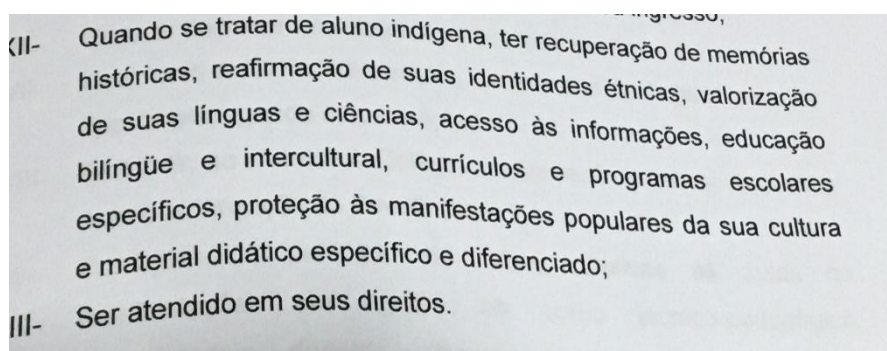 XII- Quando se tratar de aluno indígena, ter recuperação de memórias
históricas, reafirmação de suas identidades étnicas, valorização
de suas línguas e ciências, acesso às informações, educação
bilíngüe e intercultural, currículos e programas escolares
específicos, proteção às manifestações populares da sua cultura
e material didático específico e diferenciado;
III- Ser atendido em seus direitos.